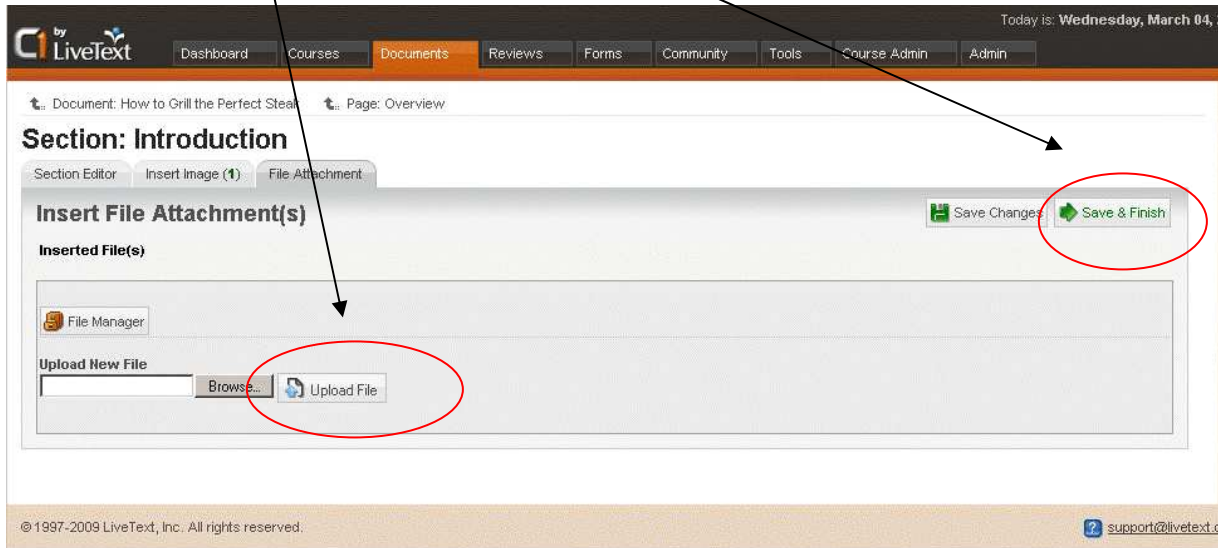 Today is: Wednesday, March 04,
C1 by LiveText
Dashboard Courses Documents Reviews Forms Community Tools Course Admin Admin
Document: How to Grill the Perfect Steak Page: Overview
Section: Introduction
Section Editor Insert Image (1) File Attachment
Insert File Attachment(s) Save Changes Save & Finish
Inserted File(s)
File Manager
Upload New File
Browse... Upload File
© 1997-2009 LiveText, Inc. All rights reserved. support@livetext.c